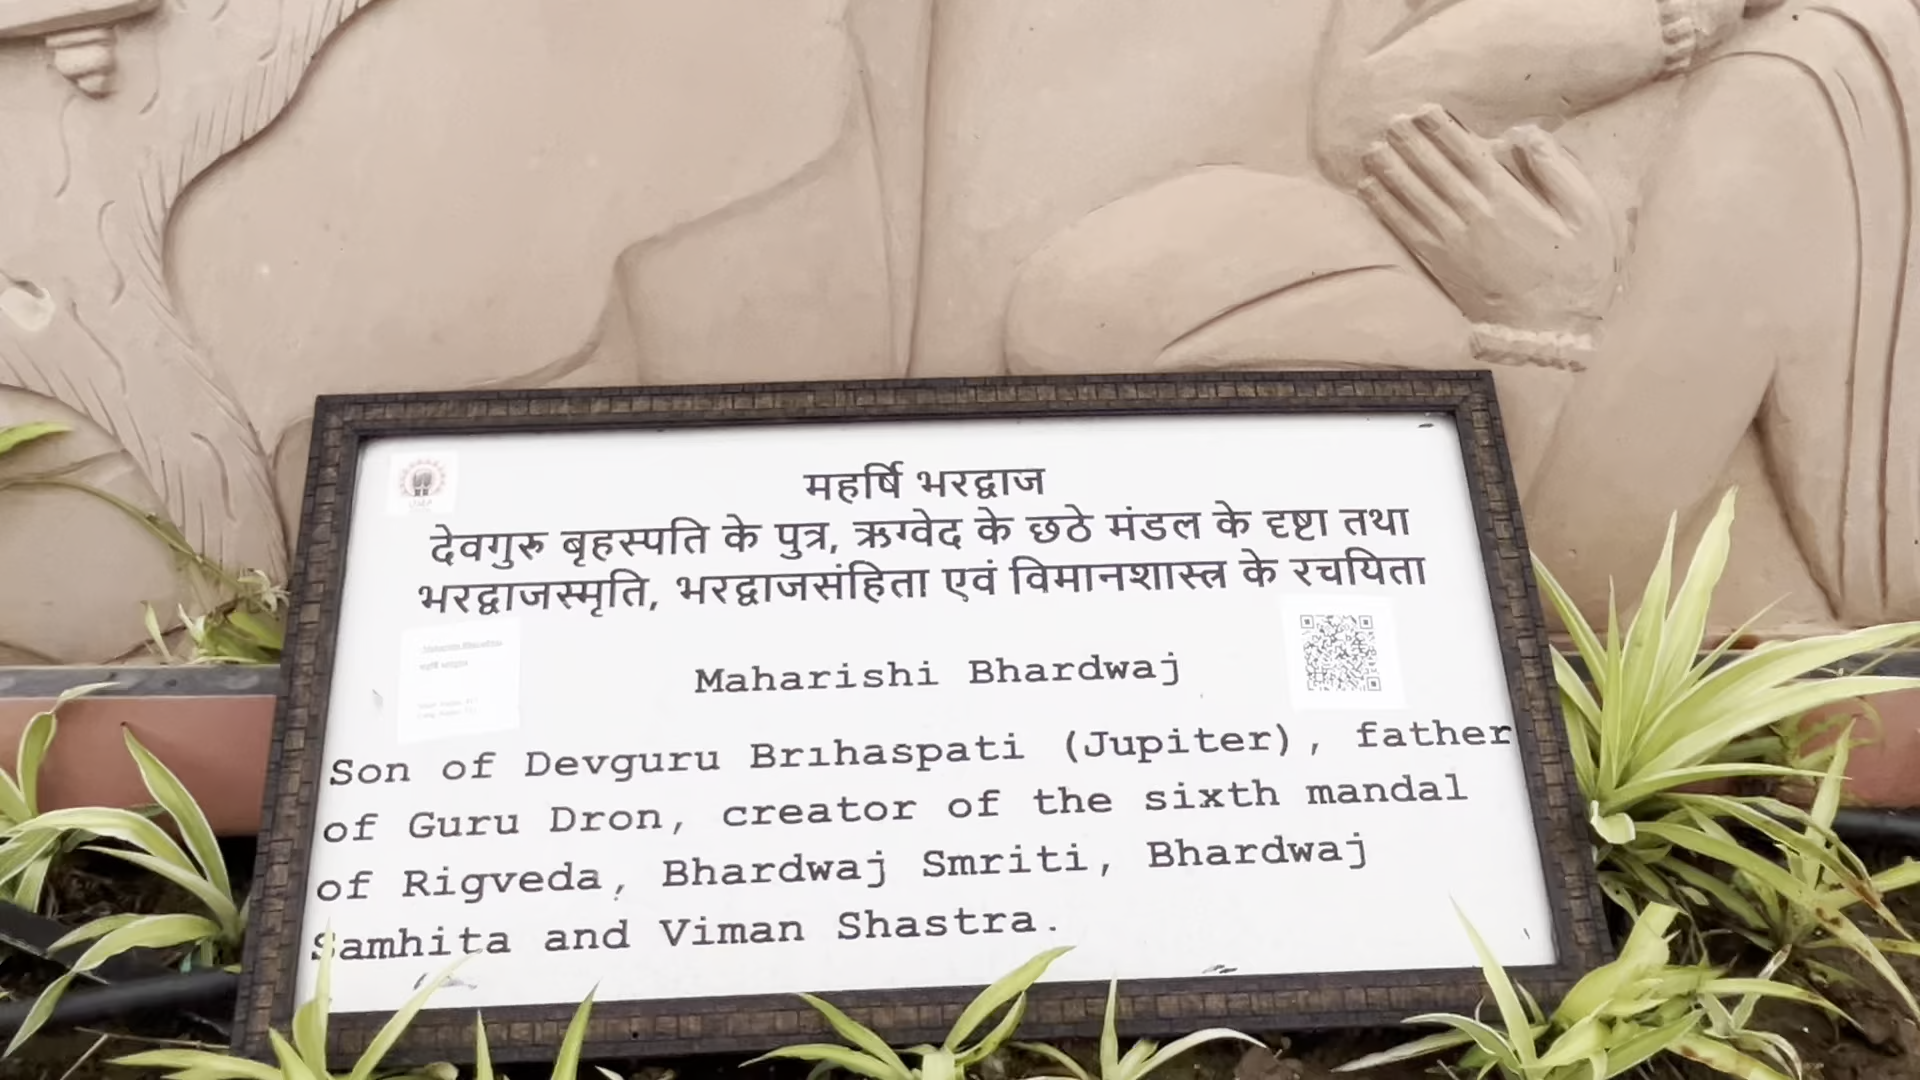 महर्षि भरद्वाज
देवगुरु बृहस्पति के पुत्र, ऋग्वेद के छठे मंडल के दृष्टा तथा
भरद्वाजस्मृति, भरद्वाजसंहिता एवं विमानशास्त्र के रचयिता
Maharishi Bhardwaj
Son of Devguru Brihaspati (Jupiter), father
of Guru Dron, creator of the sixth mandal
of Rigveda, Bhardwaj Smriti, Bhardwaj
Samhita and Viman Shastra.